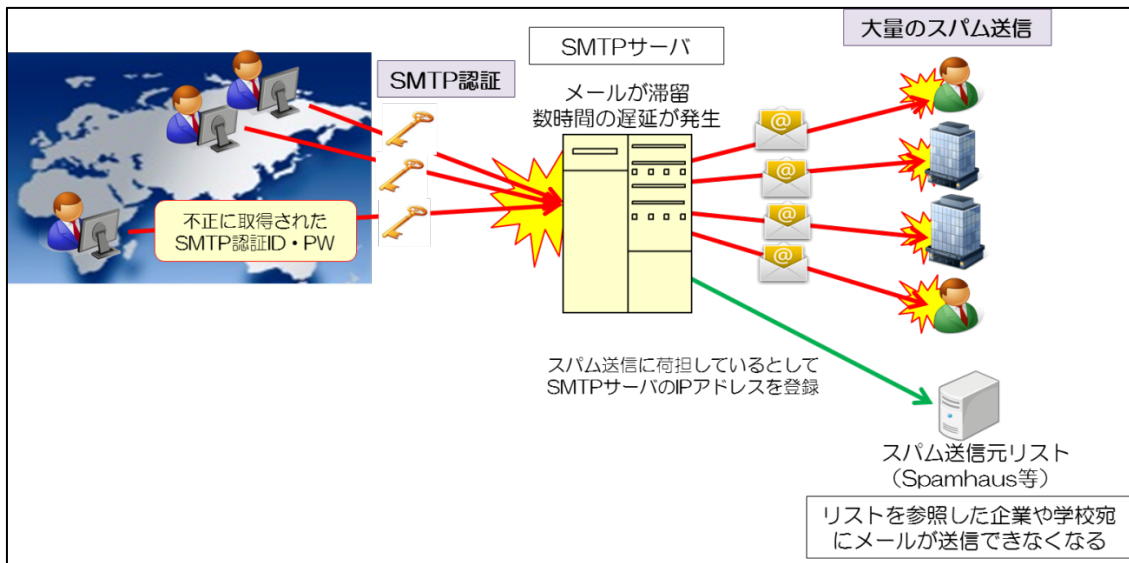 大量のスパム送信
SMTPサーバ
SMTP認証
メールが滞留
数時間の遅延が発生
@
@
@
@
不正に取得された
SMTP認証ID・PW
スパム送信に荷担しているとして
SMTPサーバのIPアドレスを登録
スパム送信元リスト
（Spamhaus等）
リストを参照した企業や学校宛
にメールが送信できなくなる